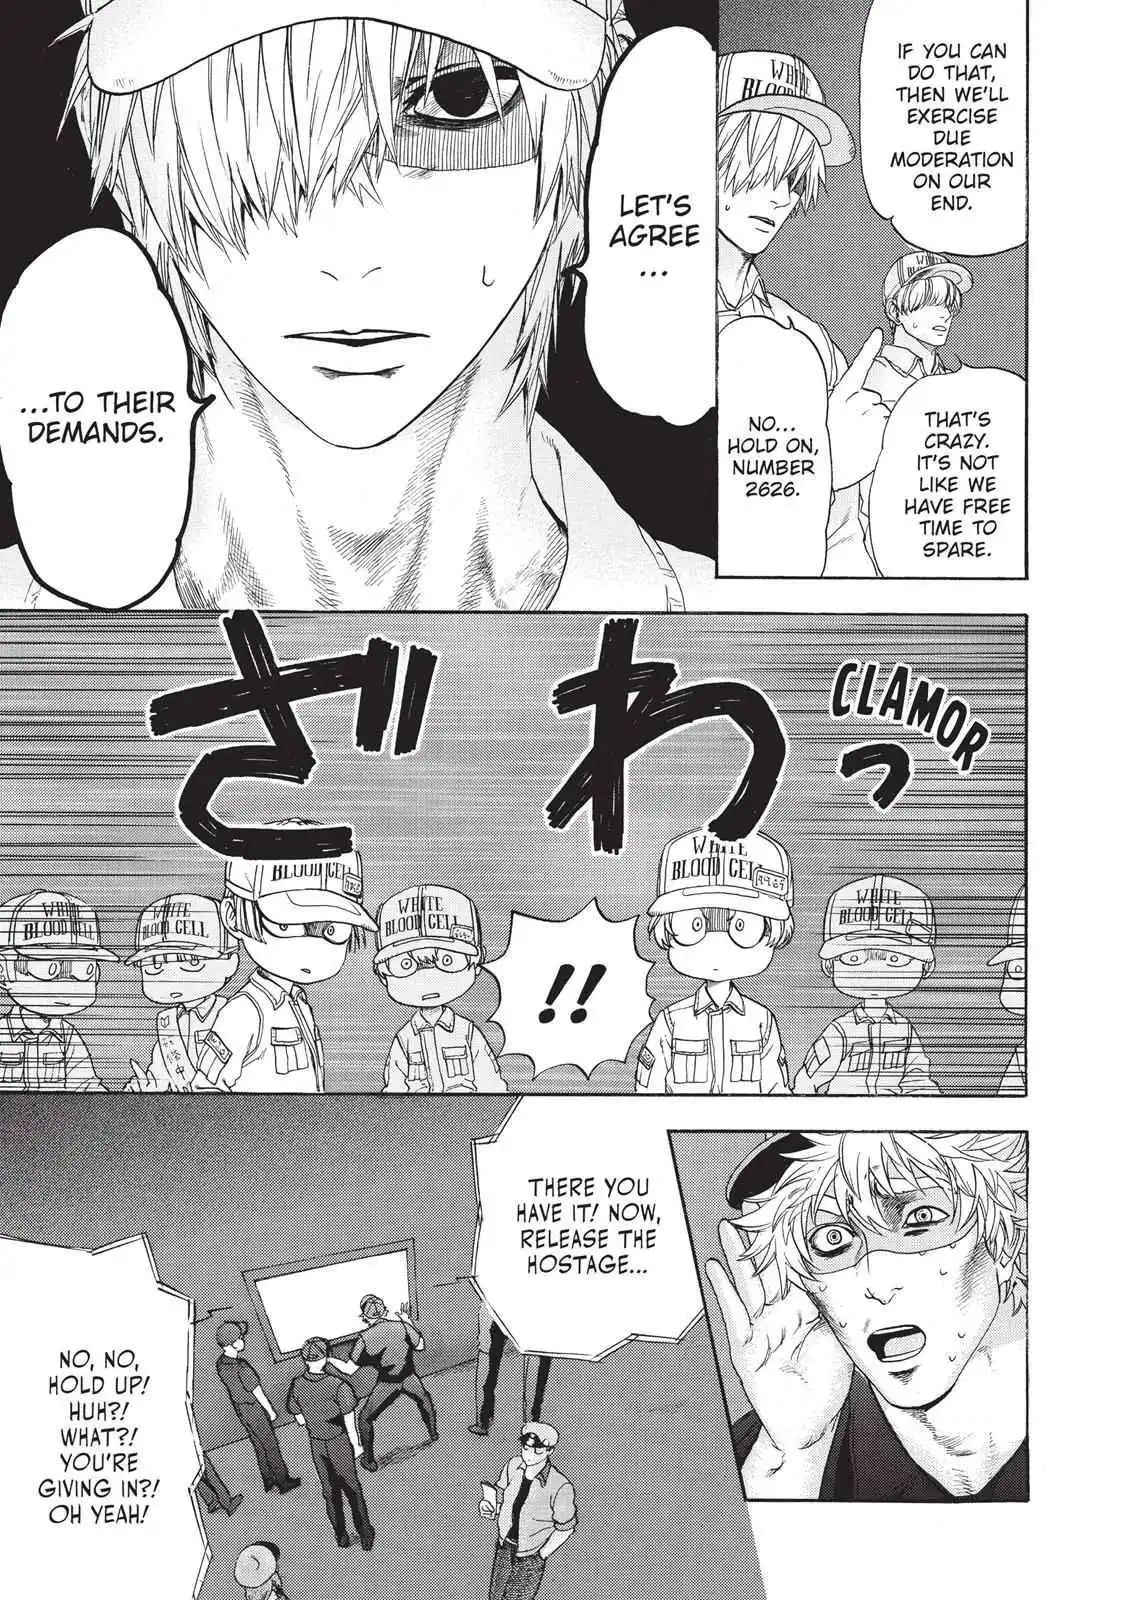 IF YOU CAN
DO THAT,
THEN WE'LL
EXERCISE
DUE
MODERATION
ON OUR
END.
WHITE
BLOO
WHITE
BLOO
THAT'S
CRAZY.
IT'S NOT
LIKE WE
HAVE FREE
TIME TO
SPARE.
NO...
HOLD ON,
NUMBER
2626.
LET'S
AGREE
...
...TO THEIR
DEMANDS.
ざわっ
CLAMOR
WHITE
BLOOD CELL
WHITE
BLOOD CELL
BLOOD CELL
WHITE
BLOOD CELL
!!
WHITE
BLOOD CELL
WHITE
BLOOD CELL
THERE YOU
HAVE IT! NOW,
RELEASE THE
HOSTAGE...
NO, NO,
HOLD UP!
HUH?!
WHAT?!
YOU'RE
GIVING IN?!
OH YEAH!